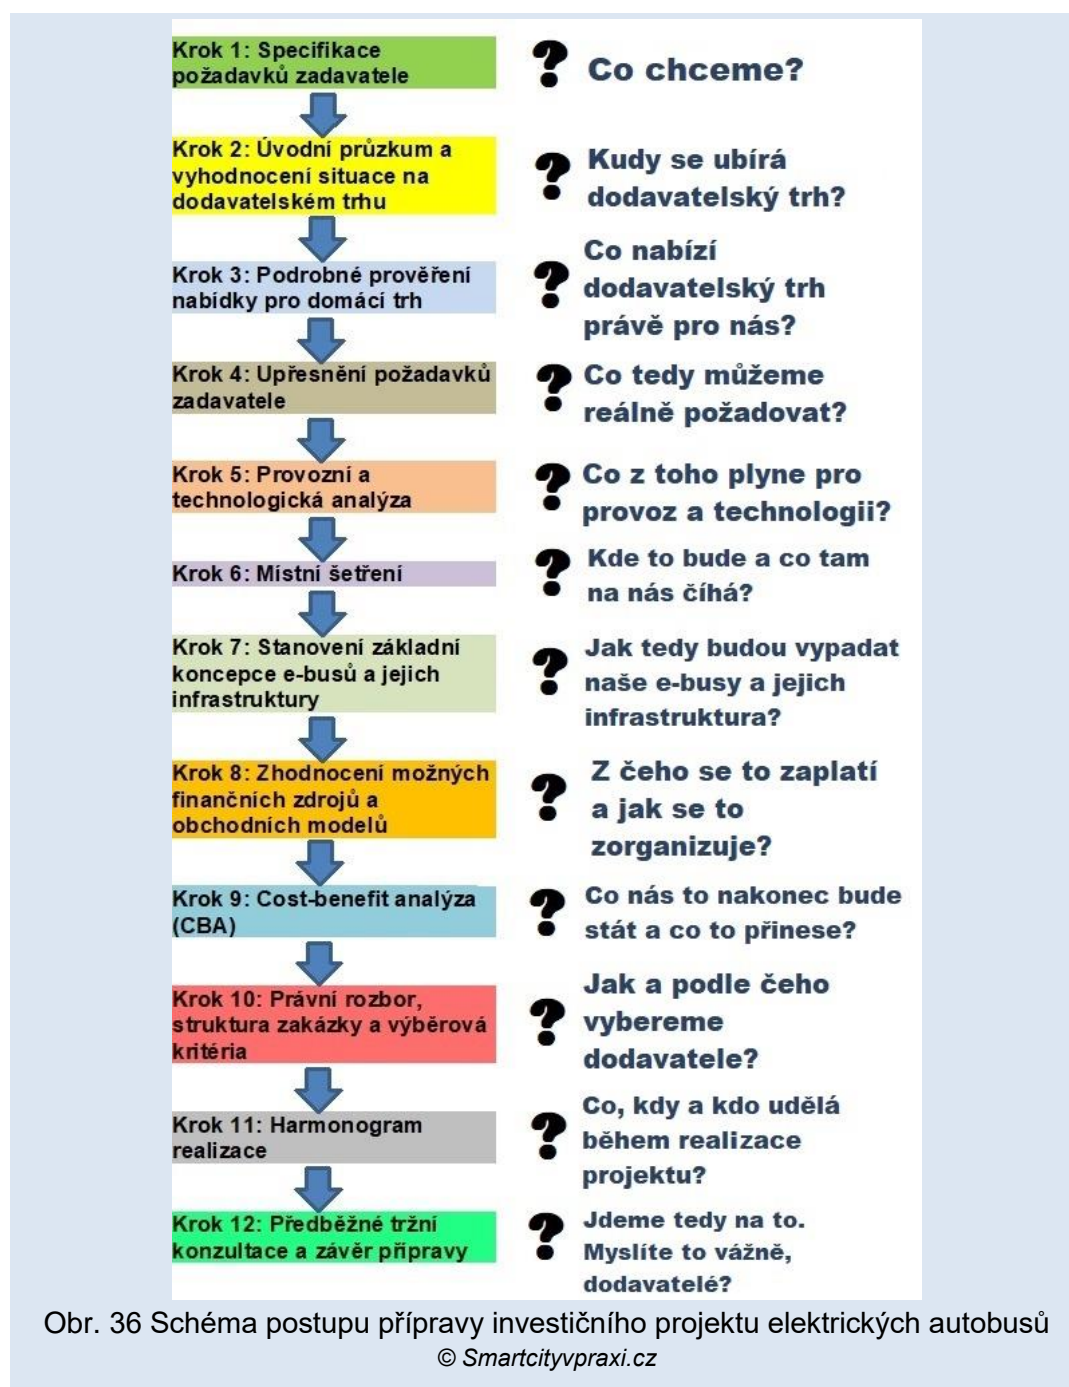 Krok 1: Specifikace
požadavků zadavatele
? Co chceme?
Krok 2: Úvodní průzkum a
vyhodnocení situace na
dodavatelském trhu
? Kudy se ubírá
dodavatelský trh?
Krok 3: Podrobné prověření
nabídky pro domácí trh
? Co nabízí
dodavatelský trh
právě pro nás?
Krok 4: Upřesnění požadavků
zadavatele
? Co tedy můžeme
reálně požadovat?
Krok 5: Provozní a
technologická analýza
? Co z toho plyne pro
provoz a technologii?
Krok 6: Místní šetření
? Kde to bude a co tam
na nás číhá?
Krok 7: Stanovení základní
koncepce e-busů a jejich
infrastruktury
? Jak tedy budou vypadat
naše e-busy a jejich
infrastruktura?
Krok 8: Zhodnocení možných
finančních zdrojů a
obchodních modelů
? Z čeho se to zaplatí
a jak se to
zorganizuje?
Krok 9: Cost-benefit analýza
(CBA)
? Co nás to nakonec bude
stát a co to přinese?
Krok 10: Právní rozbor,
struktura zakázky a výběrová
kritéria
? Jak a podle čeho
vybereme
dodavatele?
Krok 11: Harmonogram
realizace
? Co, kdy a kdo udělá
během realizace
projektu?
Krok 12: Předběžné tržní
konzultace a závěr přípravy
? Jdeme tedy na to.
Myslíte to vážně,
dodavatelé?
Obr. 36 Schéma postupu přípravy investičního projektu elektrických autobusů
© Smartcityvpraxi.cz